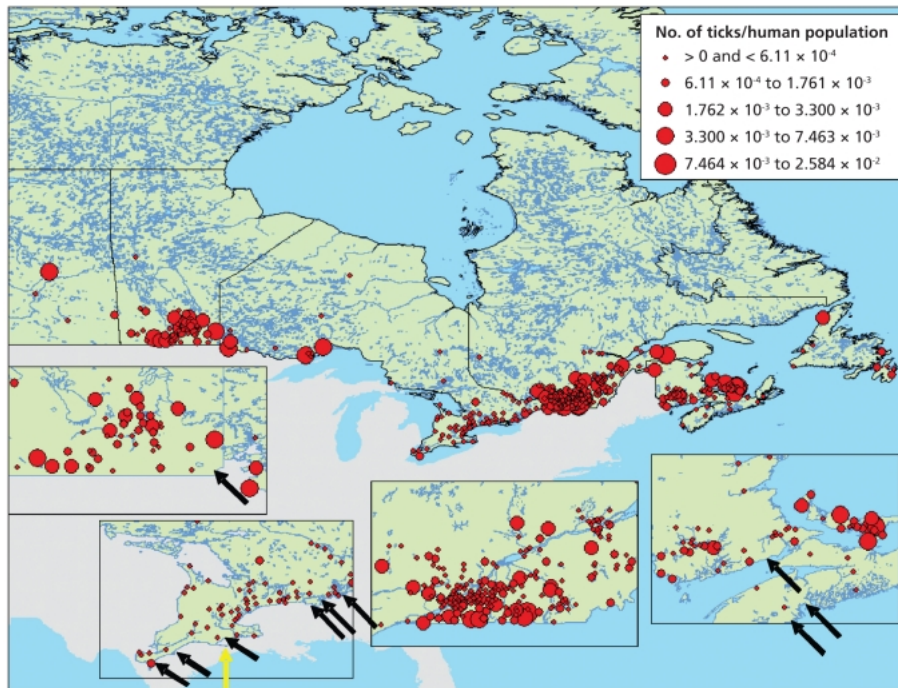 No. of ticks/human population
> 0 and < 6.11 × 10⁻⁴
6.11 × 10⁻⁴ to 1.761 × 10⁻³
1.762 × 10⁻³ to 3.300 × 10⁻³
3.300 × 10⁻³ to 7.463 × 10⁻³
7.464 × 10⁻³ to 2.584 × 10⁻²